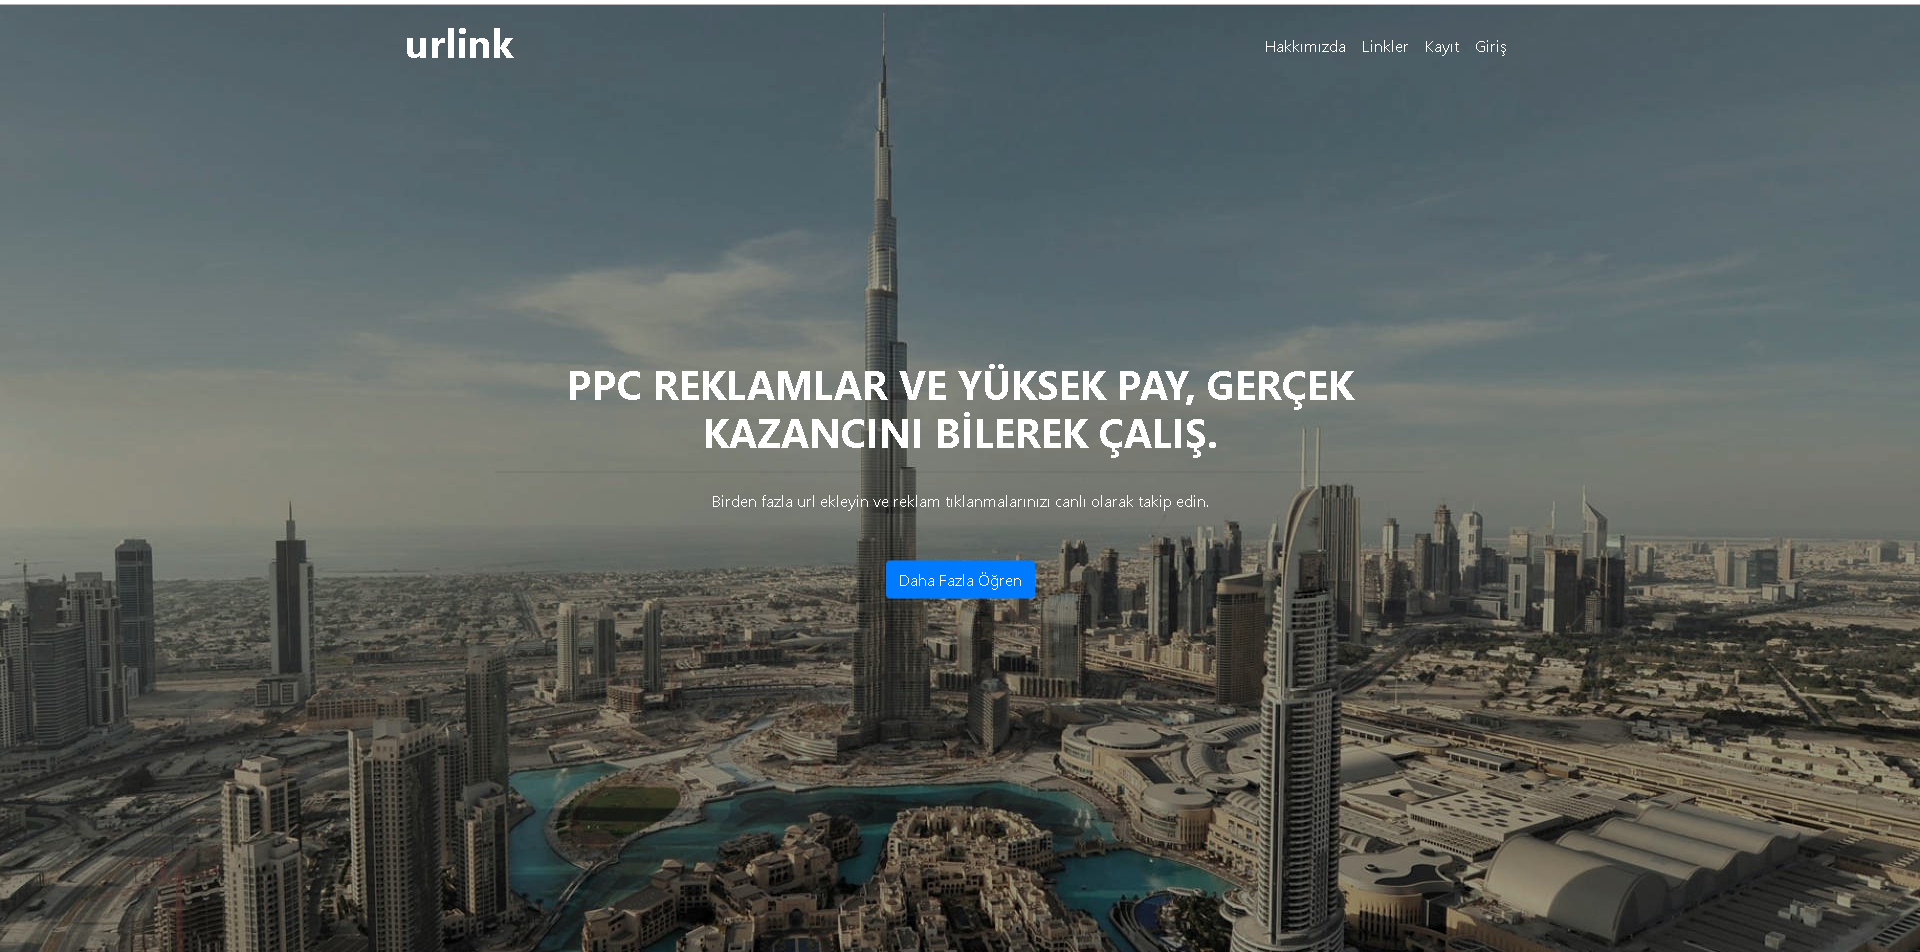 urlink
Hakkımızda Linkler Kayıt Giriş
PPC REKLAMLAR VE YÜKSEK PAY, GERÇEK
KAZANCINI BİLEREK ÇALIŞ.
Birden fazla url ekleyin ve reklam tıklanmalarınızı canlı olarak takip edin.
Daha Fazla Öğren